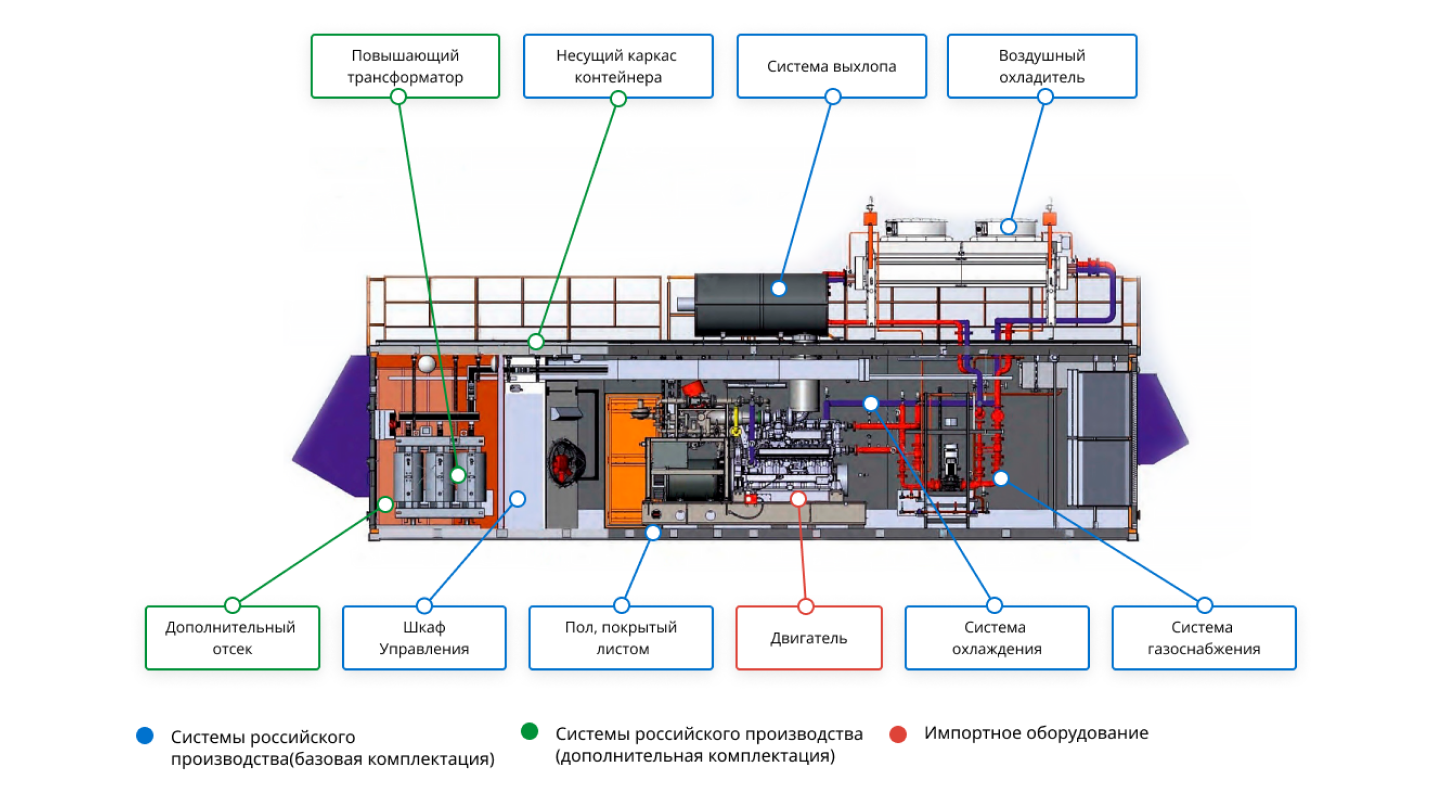 Повышающий
трансформатор
Несущий каркас
контейнера
Система выхлопа
Воздушный
охладитель
Дополнительный
отсек
Шкаф
Управления
Пол, покрытый
листом
Двигатель
Система
охлаждения
Система
газоснабжения
Системы российского
производства(базовая комплектация)
Системы российского производства
(дополнительная комплектация)
Импортное оборудование